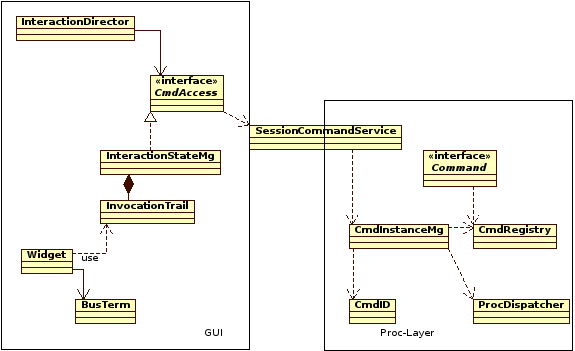 InteractionDirector
«interface»
CmdAccess
SessionCommandService
InteractionStateMg
«interface»
Command
InvocationTrail
CmdInstanceMg
CmdRegistry
Widget
use
BusTerm
CmdID
ProcDispatcher
GUI
Proc-Layer